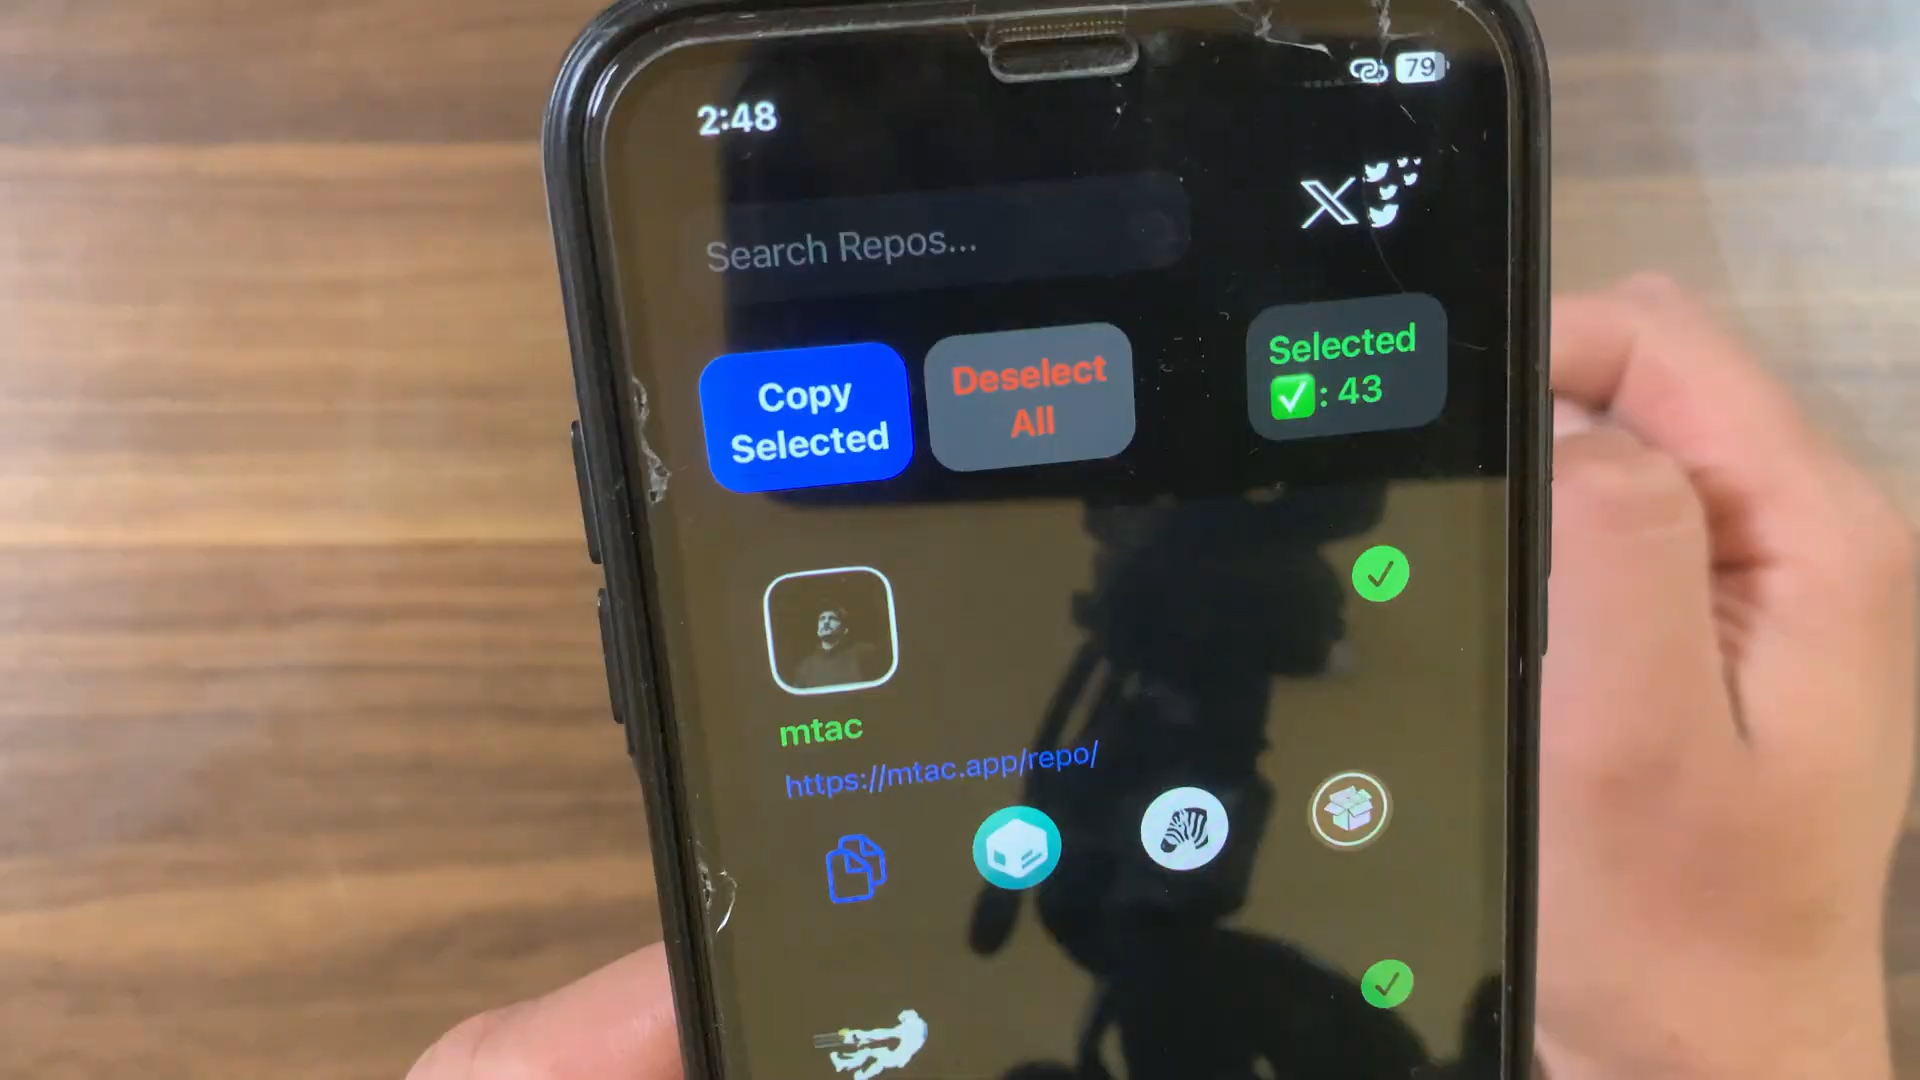 2:48
79
Search Repos...
Copy
Selected
Deselect
All
Selected
✅: 43
mtac
https://mtac.app/repo/